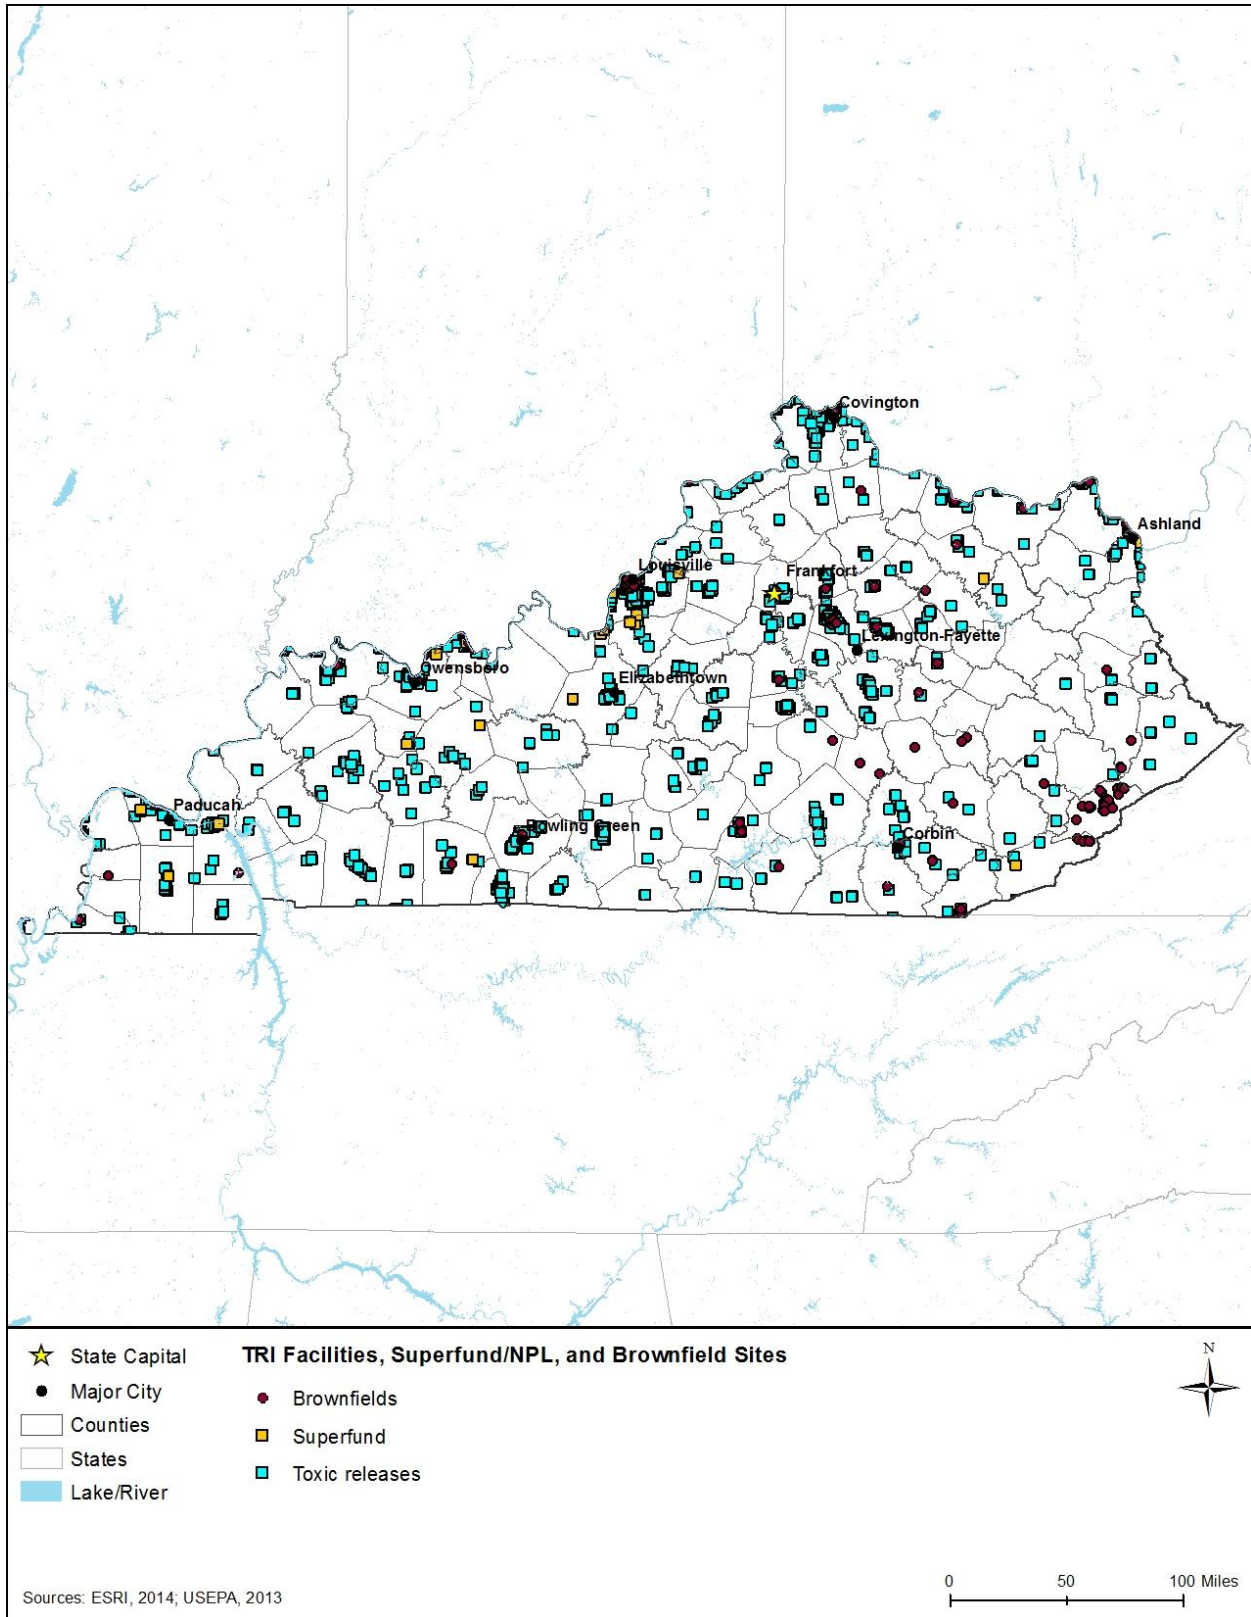 Covington
Ashland
Louisville
Frankfort
Lexington-Fayette
Owensboro
Elizabethtown
Paducah
Bowling Green
Corbin
State Capital
Major City
Counties
States
Lake/River
TRI Facilities, Superfund/NPL, and Brownfield Sites
Brownfields
Superfund
Toxic releases
N
0 50 100 Miles
Sources: ESRI, 2014; USEPA, 2013